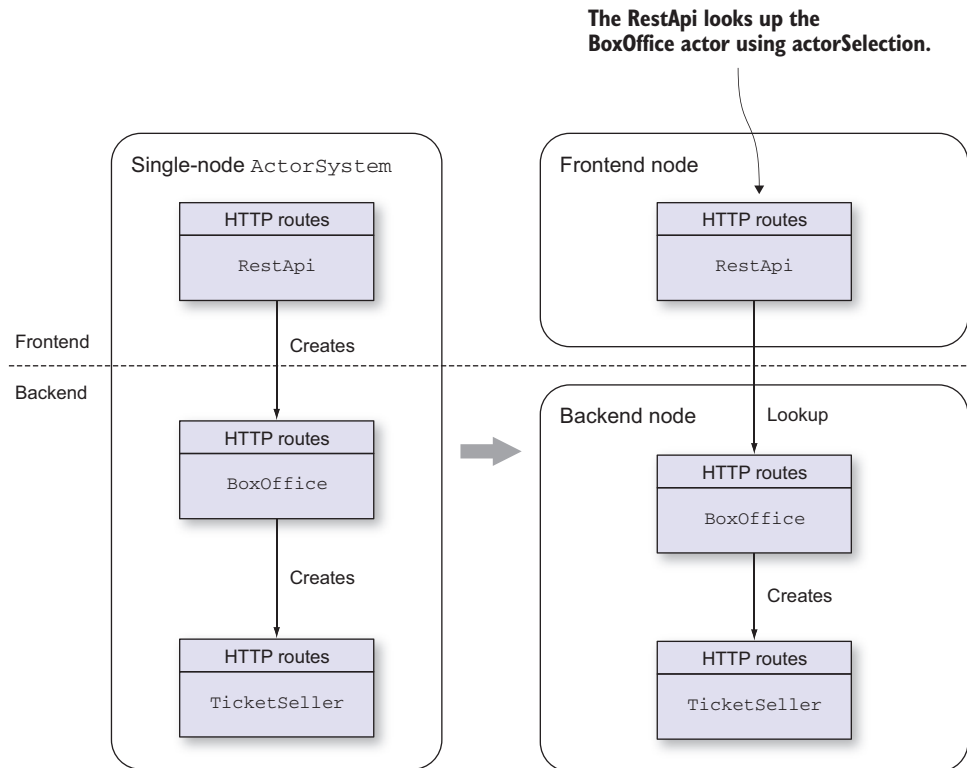 The RestApi looks up the
BoxOffice actor using actorSelection.
Single-node ActorSystem
HTTP routes
RestApi
Creates
Frontend
Backend
HTTP routes
BoxOffice
Creates
HTTP routes
TicketSeller
Frontend node
HTTP routes
RestApi
Lookup
Backend node
HTTP routes
BoxOffice
Creates
HTTP routes
TicketSeller